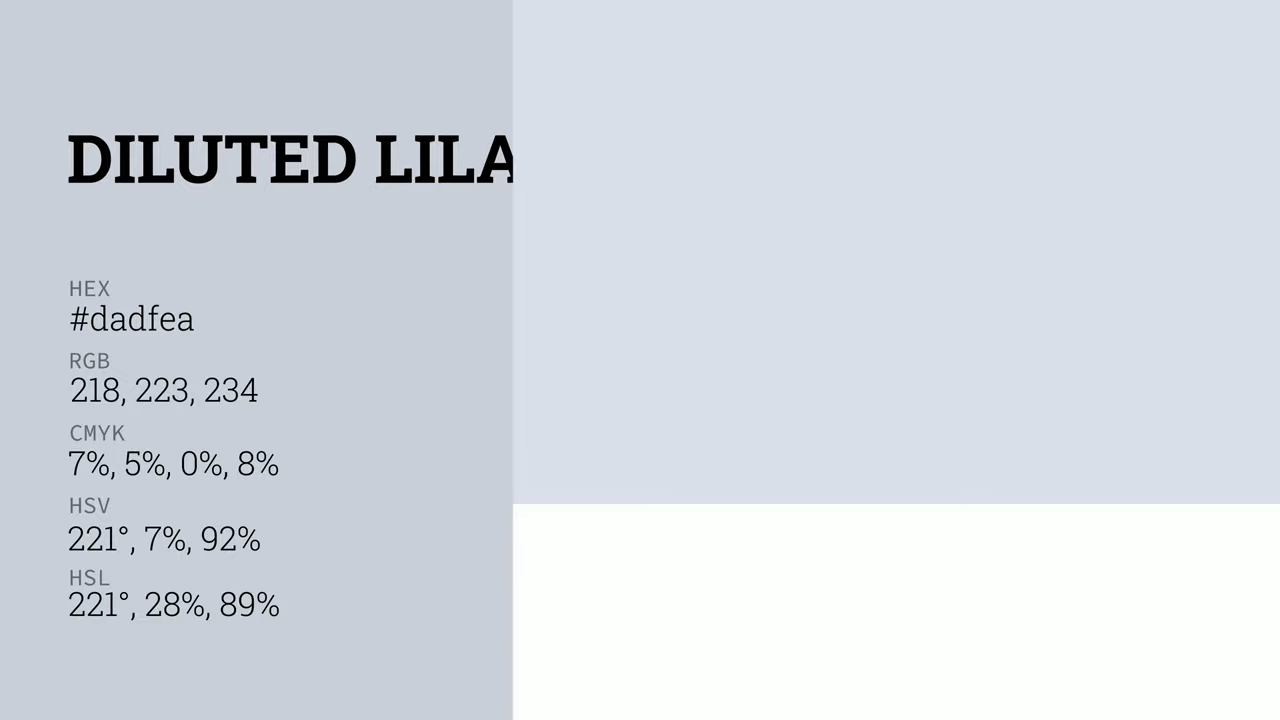 DILUTED LILA
HEX
#dadfea
RGB
218, 223, 234
CMYK
7%, 5%, 0%, 8%
HSV
221°, 7%, 92%
HSL
221°, 28%, 89%